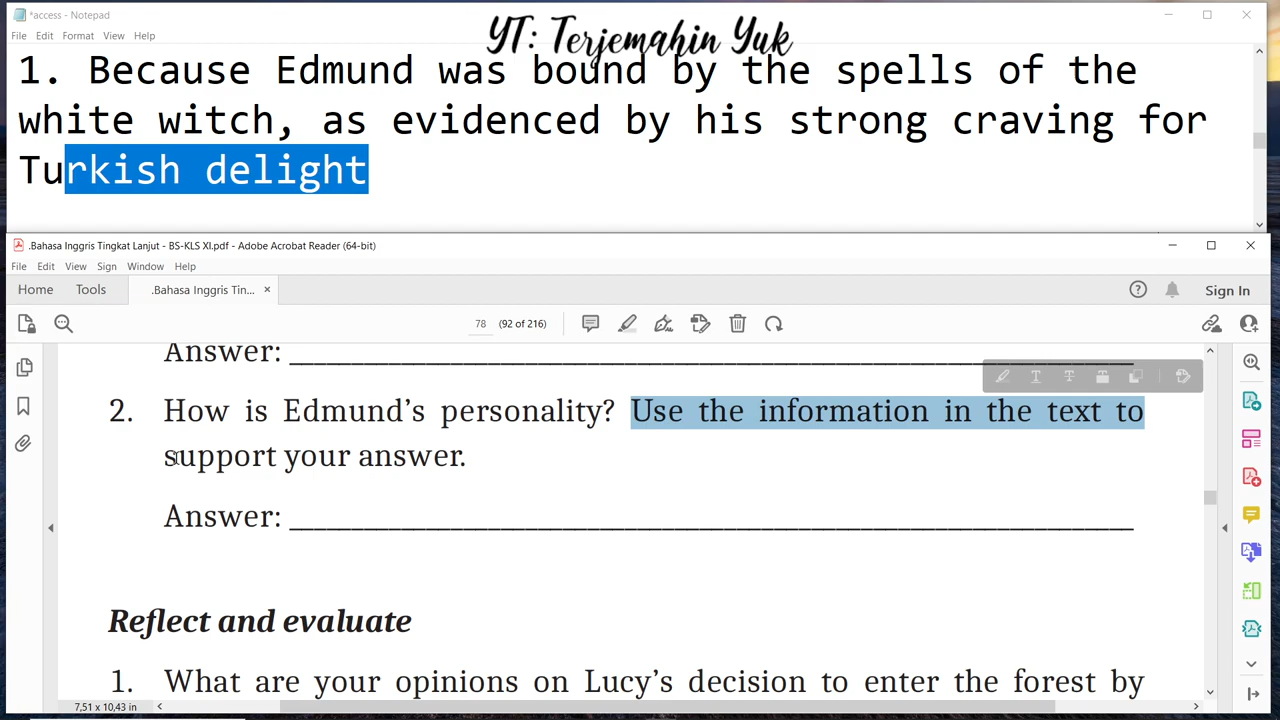 *access - Notepad
File Edit Format View Help
YT: Terjemahin Yuk
1. Because Edmund was bound by the spells of the
white witch, as evidenced by his strong craving for
Turkish delight
.Bahasa Inggris Tingkat Lanjut - BS-KLS XI.pdf - Adobe Acrobat Reader (64-bit)
File Edit View Sign Window Help
Home Tools .Bahasa Inggris Tin... × Sign In
78 (92 of 216)
Answer: ______________________________
2. How is Edmund’s personality? Use the information in the text to
support your answer.
Answer: ______________________________
Reflect and evaluate
1. What are your opinions on Lucy’s decision to enter the forest by
7,51 x 10,43 in